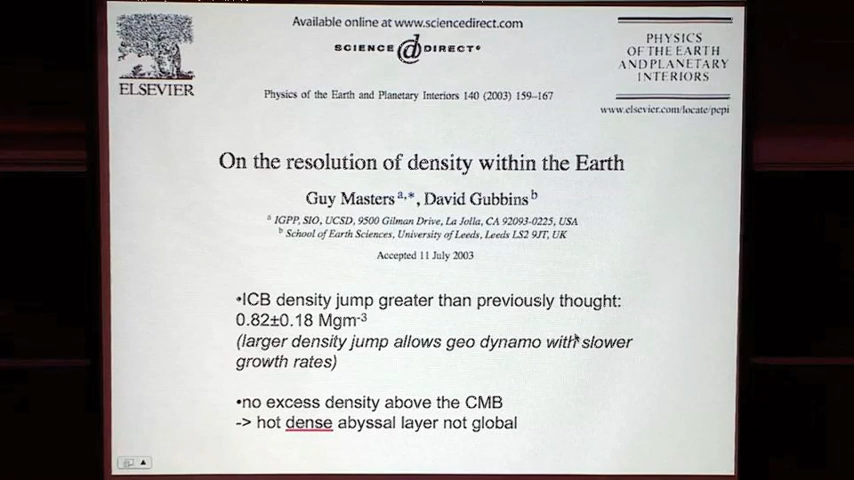 Available online at www.sciencedirect.com
SCIENCE DIRECT®
ELSEVIER
PHYSICS
OF THE EARTH
AND PLANETARY
INTERIORS
Physics of the Earth and Planetary Interiors 140 (2003) 159–167
www.elsevier.com/locate/pepi
On the resolution of density within the Earth
Guy Masters a,*, David Gubbins b
a IGPP, SIO, UCSD, 9500 Gilman Drive, La Jolla, CA 92093-0225, USA
b School of Earth Sciences, University of Leeds, Leeds LS2 9JT, UK
Accepted 11 July 2003
•ICB density jump greater than previously thought:
0.82±0.18 Mgm-3
(larger density jump allows geo dynamo with slower
growth rates)
•no excess density above the CMB
-> hot dense abyssal layer not global